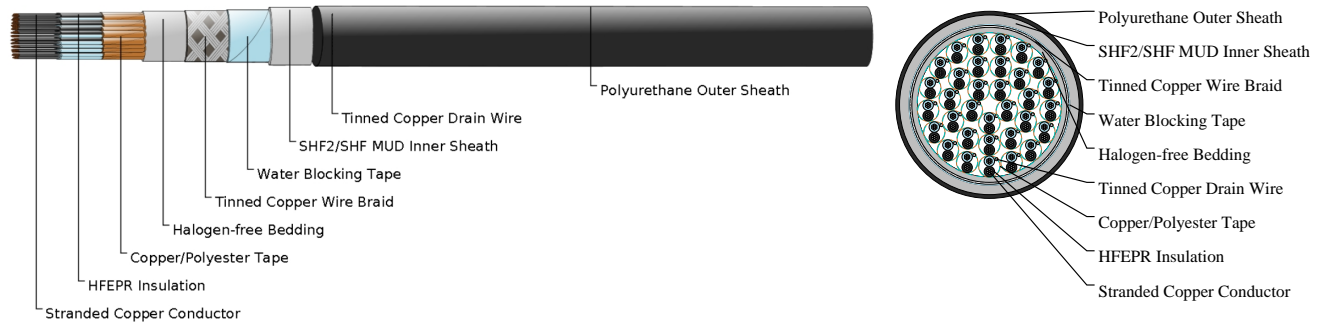 Polyurethane Outer Sheath
Tinned Copper Drain Wire
SHF2/SHF MUD Inner Sheath
Water Blocking Tape
Tinned Copper Wire Braid
Halogen-free Bedding
Copper/Polyester Tape
HFEPR Insulation
Stranded Copper Conductor
Polyurethane Outer Sheath
SHF2/SHF MUD Inner Sheath
Tinned Copper Wire Braid
Water Blocking Tape
Halogen-free Bedding
Tinned Copper Drain Wire
Copper/Polyester Tape
HFEPR Insulation
Stranded Copper Conductor